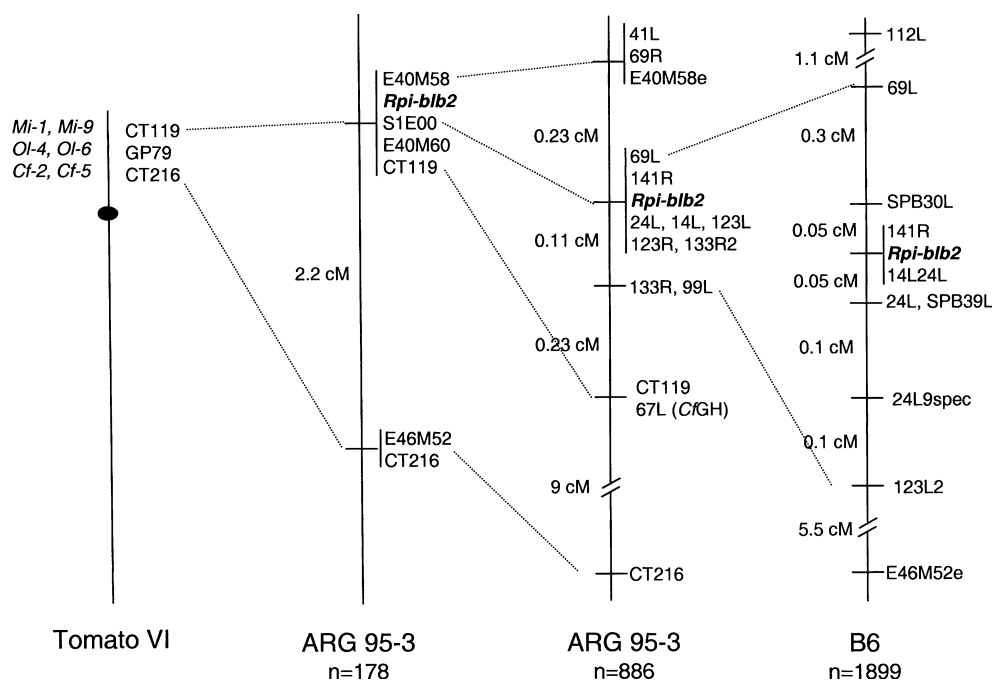 Mi-1, Mi-9
Ol-4, Ol-6
Cf-2, Cf-5
CT119
GP79
CT216
Tomato VI
E40M58
Rpi-blb2
S1E00
E40M60
CT119
2.2 cM
E46M52
CT216
ARG 95-3
n=178
41L
69R
E40M58e
0.23 cM
69L
141R
Rpi-blb2
24L, 14L, 123L
123R, 133R2
0.11 cM
133R, 99L
0.23 cM
CT119
67L (CfGH)
9 cM
CT216
ARG 95-3
n=886
112L
1.1 cM
69L
0.3 cM
SPB30L
0.05 cM
141R
Rpi-blb2
14L24L
0.05 cM
24L, SPB39L
0.1 cM
24L9spec
0.1 cM
123L2
5.5 cM
E46M52e
B6
n=1899